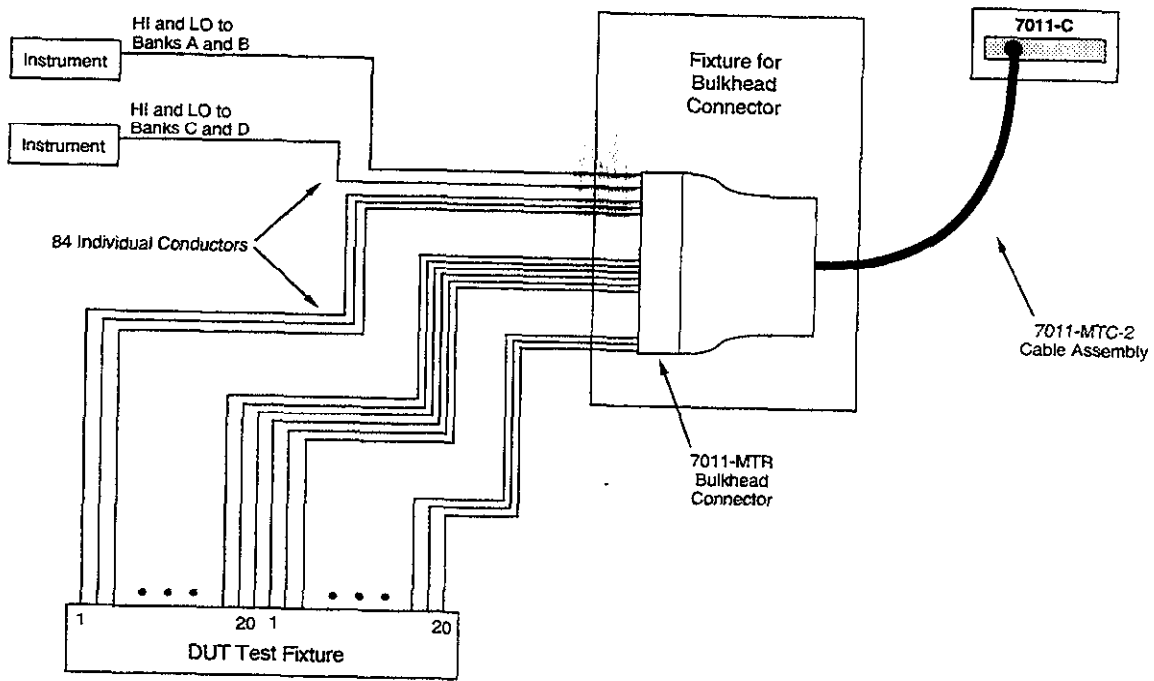 HI and LO to
Banks A and B
Instrument
HI and LO to
Banks C and D
Instrument
84 Individual Conductors
Fixture for
Bulkhead
Connector
7011-C
7011-MTC-2
Cable Assembly
7011-MTR
Bulkhead
Connector
1
20
1
20
DUT Test Fixture